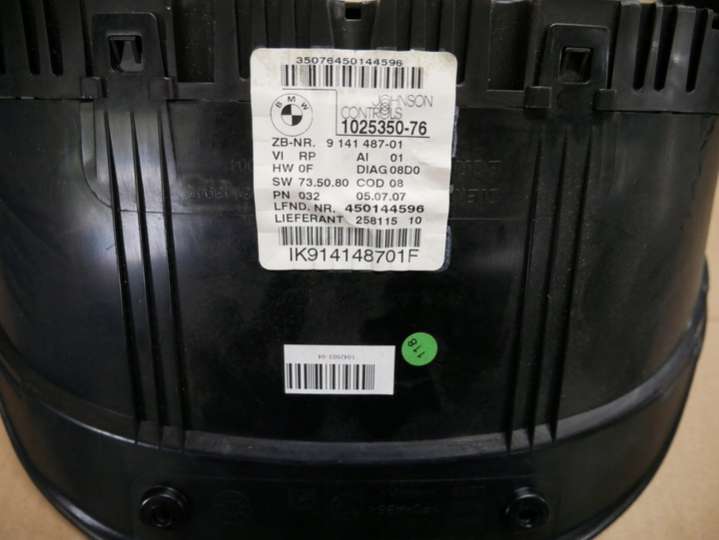 35076450144596
BMW
JOHNSON
CONTROLS
1025350-76
ZB-NR. 9 141 487-01
VI RP AI 01
HW 0F DIAG 08D0
SW 73.50.80 COD 08
PN 032 05.07.07
LFND. NR. 450144596
LIEFERANT 258115 10
IK914148701F
118
1042603-04